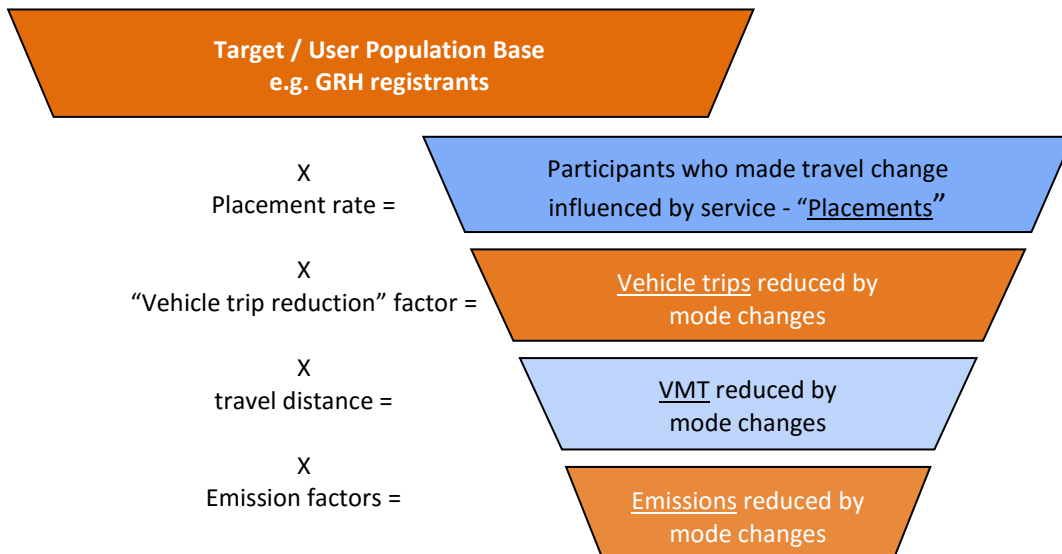 Target / User Population Base
e.g. GRH registrants
X
Placement rate =
Participants who made travel change
influenced by service - “Placements”
X
“Vehicle trip reduction” factor =
Vehicle trips reduced by
mode changes
X
travel distance =
VMT reduced by
mode changes
X
Emission factors =
Emissions reduced by
mode changes